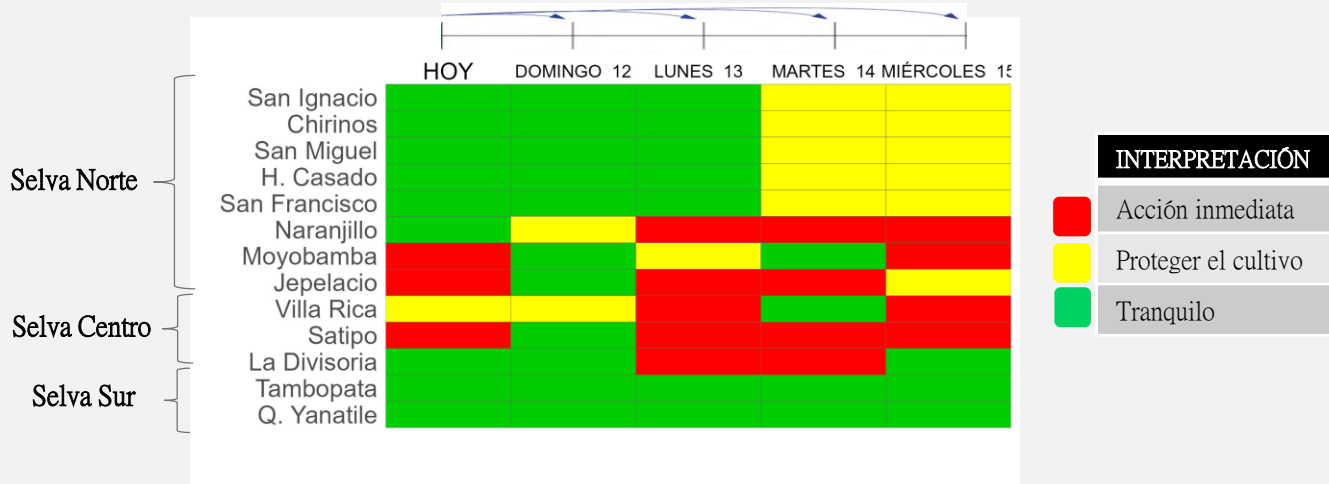 HOY DOMINGO 12 LUNES 13 MARTES 14 MIÉRCOLES 15
Selva Norte
San Ignacio
Chirinos
San Miguel
H. Casado
San Francisco
Naranjillo
Moyobamba
Jepelacio
Selva Centro
Villa Rica
Satipo
La Divisoria
Selva Sur
Tambopata
Q. Yanatile
INTERPRETACIÓN
Acción inmediata
Proteger el cultivo
Tranquilo